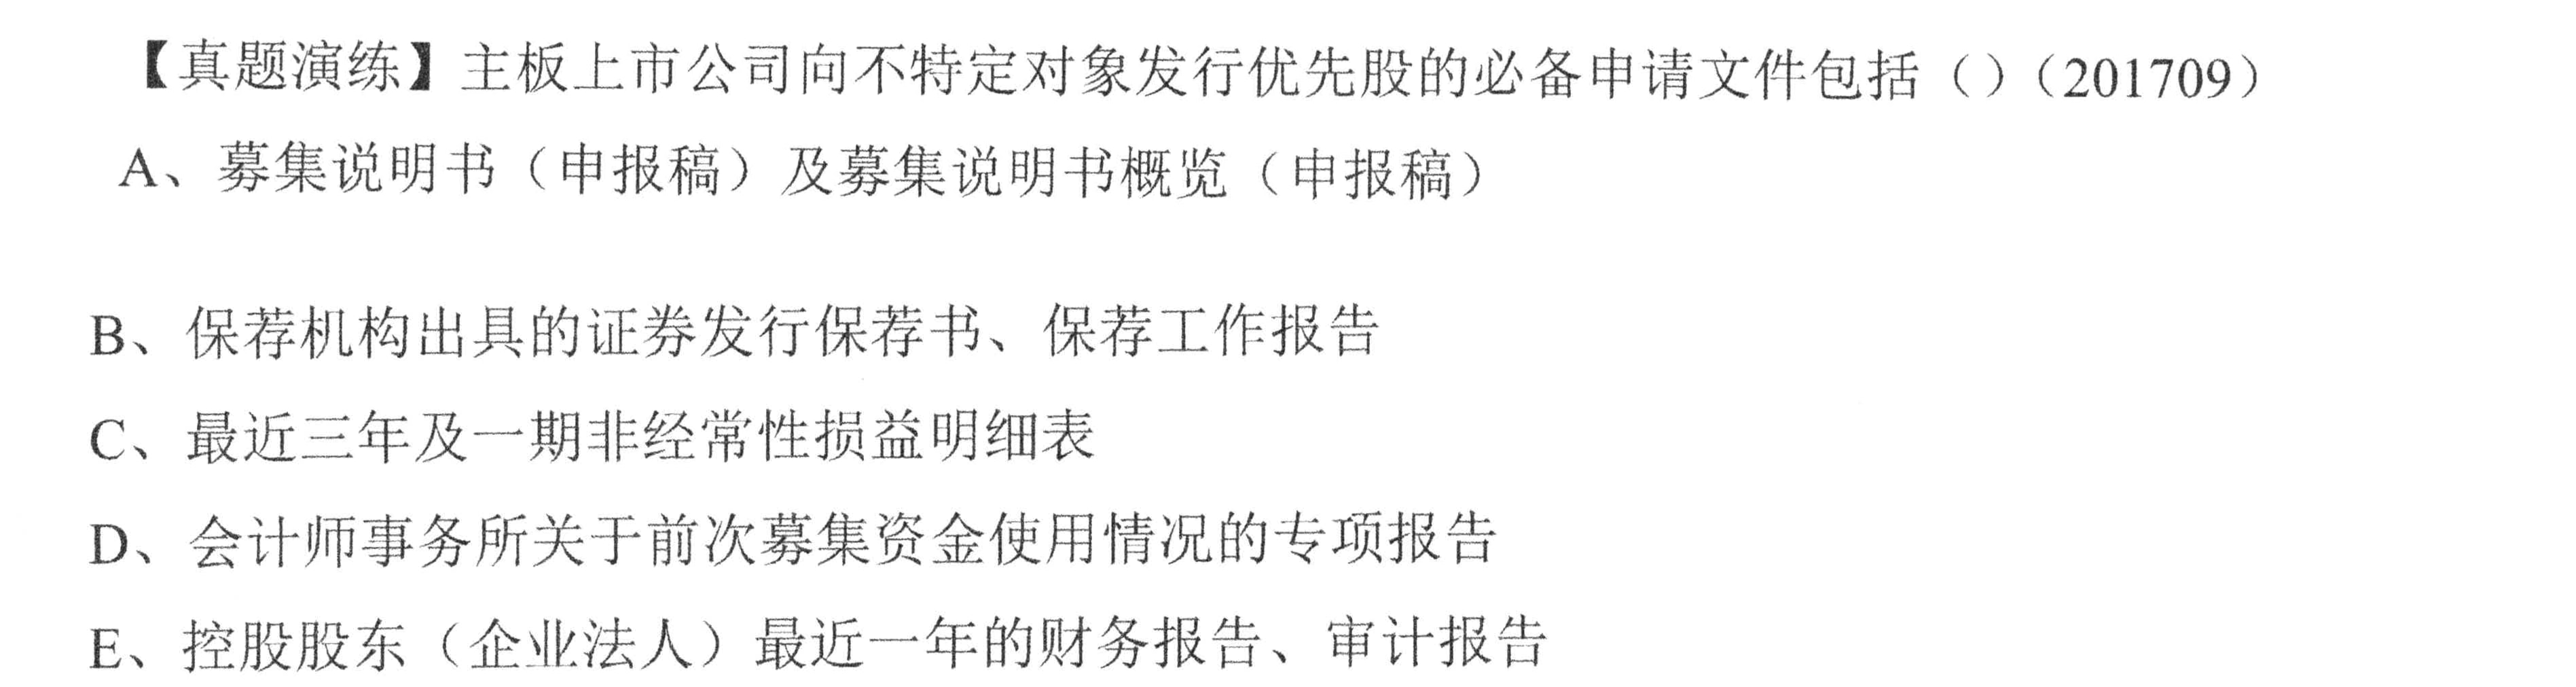 【真题演练】主板上市公司向不特定对象发行优先股的必备申请文件包括（）（201709）
A、募集说明书（申报稿）及募集说明书概览（申报稿）
B、保荐机构出具的证券发行保荐书、保荐工作报告
C、最近三年及一期非经常性损益明细表
D、会计师事务所关于前次募集资金使用情况的专项报告
E、控股股东（企业法人）最近一年的财务报告、审计报告